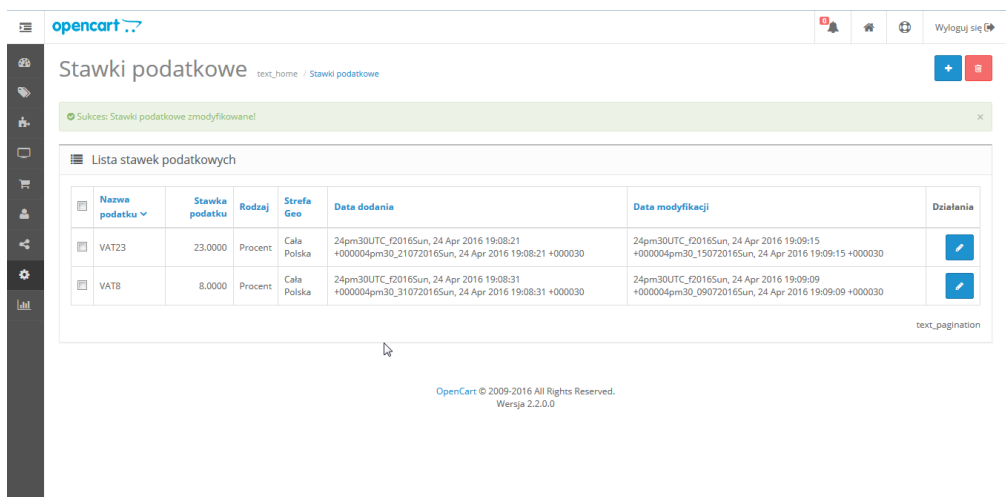 opencart
0
Wyloguj się
Stawki podatkowe text_home / Stawki podatkowe
Sukces: Stawki podatkowe zmodyfikowane!
×
Lista stawek podatkowych
Nazwa podatku Stawka podatku Rodzaj Strefa Geo Data dodania Data modyfikacji Działania
VAT23 23.0000 Procent Cała Polska 24pm30UTC_f2016Sun, 24 Apr 2016 19:08:21 +000004pm30_21072016Sun, 24 Apr 2016 19:08:21 +000030 24pm30UTC_f2016Sun, 24 Apr 2016 19:09:15 +000004pm30_15072016Sun, 24 Apr 2016 19:09:15 +000030
VAT8 8.0000 Procent Cała Polska 24pm30UTC_f2016Sun, 24 Apr 2016 19:08:31 +000004pm30_31072016Sun, 24 Apr 2016 19:08:31 +000030 24pm30UTC_f2016Sun, 24 Apr 2016 19:09:09 +000004pm30_09072016Sun, 24 Apr 2016 19:09:09 +000030
text_pagination
OpenCart © 2009-2016 All Rights Reserved.
Wersja 2.2.0.0